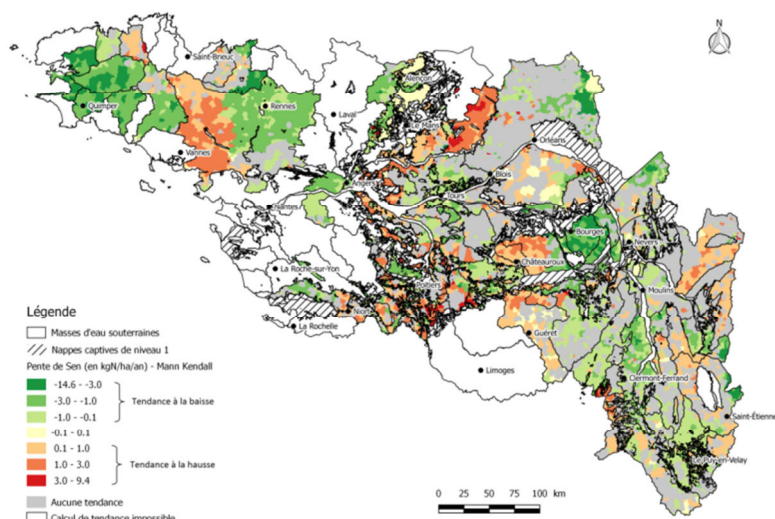 N
Saint-Brieuc
Alençon
Quimper
Rennes
Laval
Le Mans
Vannes
Orléans
Angers
Blois
Tours
Nantes
Bourges
Nevers
Châteauroux
La Roche-sur-Yon
Poitiers
Moulins
Niort
La Rochelle
Guéret
Limoges
Clermont-Ferrand
Saint-Étienne
Le Puy-en-Velay
Légende
Masses d'eau souterraines
Nappes captives de niveau 1
Pente de Sen (en kgN/ha/an) - Mann Kendall
-14.6 - -3.0
-3.0 - -1.0
Tendance à la baisse
-1.0 - -0.1
-0.1 - 0.1
0.1 - 1.0
1.0 - 3.0
Tendance à la hausse
3.0 - 9.4
Aucune tendance
Calcul de tendance impossible
0 25 50 75 100 km